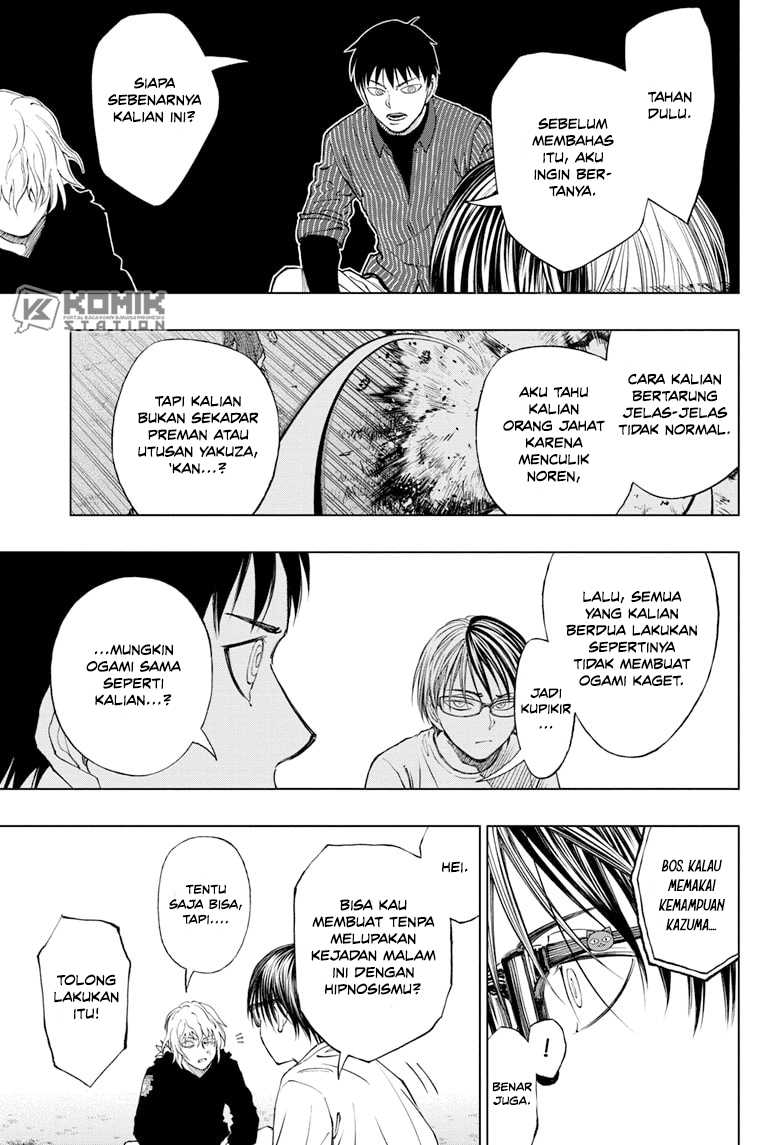 TAHAN
DULU.
SEBELUM
MEMBAHAS
ITU, AKU
INGIN BER-
TANYA.
SIAPA
SEBENARNYA
KALIAN INI?
KOMIK
STATION
CARA KALIAN
BERTARUNG
JELAS-JELAS
TIDAK NORMAL.
AKU TAHU
KALIAN
ORANG JAHAT
KARENA
MENCULIK
NOREN,
TAPI KALIAN
BUKAN SEKADAR
PREMAN ATAU
UTUSAN YAKUZA,
'KAN...?
LALU, SEMUA
YANG KALIAN
BERDUA LAKUKAN
SEPERTINYA
TIDAK MEMBUAT
OGAMI KAGET.
JADI
KUPIKIR
...
...MUNGKIN
OGAMI SAMA
SEPERTI
KALIAN...?
BOS. KALAU
MEMAKAI
KEMAMPUAN
KAZUMA....
!
BENAR
JUGA.
HEI.
BISA KAU
MEMBUAT TENPA
MELUPAKAN
KEJADAN MALAM
INI DENGAN
HIPNOSISMU?
TENTU
SAJA BISA,
TAPI....
TOLONG
LAKUKAN
ITU!